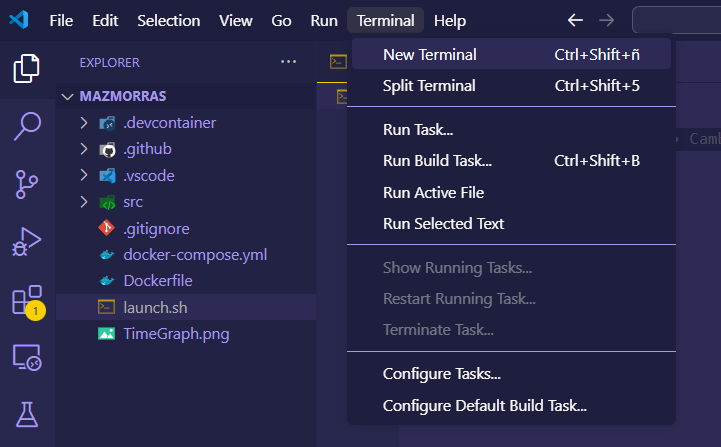 File Edit Selection View Go Run Terminal Help
EXPLORER
MAZMORRAS
.devcontainer
.github
.vscode
src
.gitignore
docker-compose.yml
Dockerfile
launch.sh
TimeGraph.png
1
New Terminal Ctrl+Shift+ñ
Split Terminal Ctrl+Shift+5
Run Task...
Run Build Task... Ctrl+Shift+B
Run Active File
Run Selected Text
Show Running Tasks...
Restart Running Task...
Terminate Task...
Configure Tasks...
Configure Default Build Task...